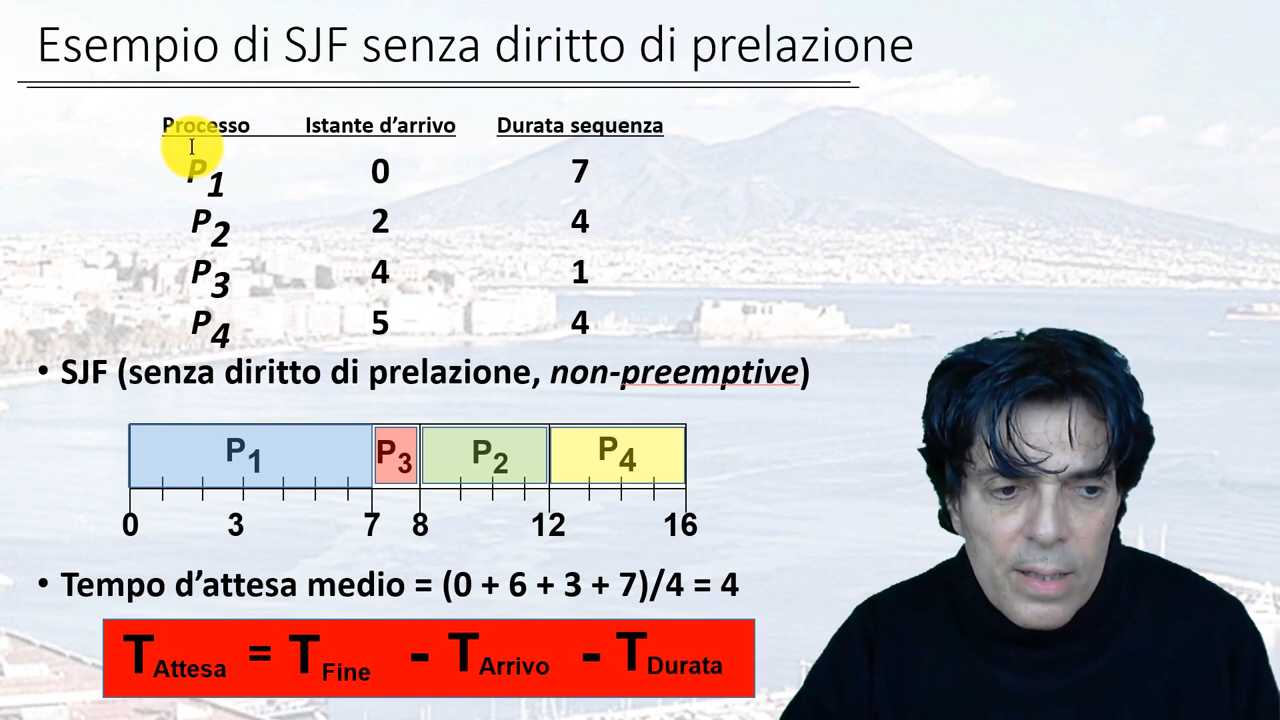 Esempio di SJF senza diritto di prelazione
Processo Istante d’arrivo Durata sequenza
P1 0 7
P2 2 4
P3 4 1
P4 5 4
• SJF (senza diritto di prelazione, non-preemptive)
P1 P3 P2 P4
0 3 7 8 12 16
• Tempo d’attesa medio = (0 + 6 + 3 + 7)/4 = 4
TAttesa = TFine - TArrivo - TDurata